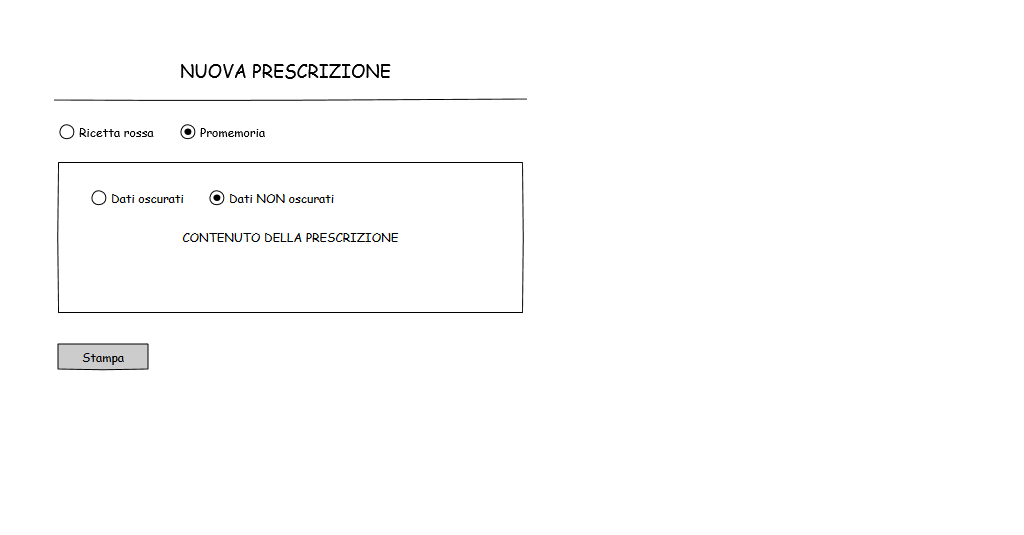 NUOVA PRESCRIZIONE
Ricetta rossa Promemoria
Dati oscurati Dati NON oscurati
CONTENUTO DELLA PRESCRIZIONE
Stampa